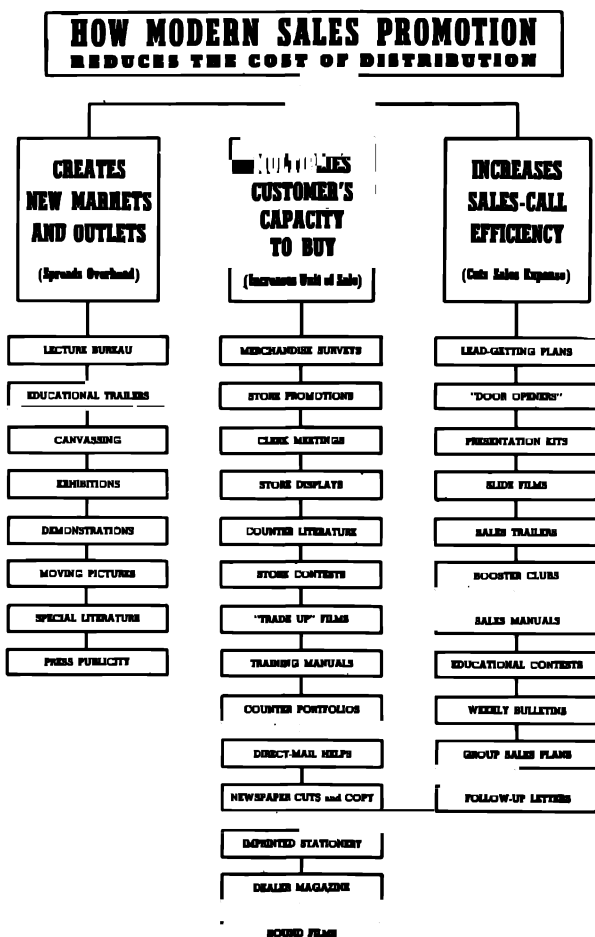 HOW MODERN SALES PROMOTION
REDUCES THE COST OF DISTRIBUTION
CREATES
NEW MARKETS
AND OUTLETS
(Spreads Overhead)
LECTURE BUREAU
EDUCATIONAL TRAILERS
CANVASSING
EXHIBITIONS
DEMONSTRATIONS
MOVING PICTURES
SPECIAL LITERATURE
PRESS PUBLICITY
MULTIPLIES
CUSTOMER'S
CAPACITY
TO BUY
(Increases Unit of Sale)
MERCHANDISE SURVEYS
STORE PROMOTIONS
CLERK MEETINGS
STORE DISPLAYS
COUNTER LITERATURE
STORE CONTESTS
"TRADE UP" FILMS
TRAINING MANUALS
COUNTER PORTFOLIOS
DIRECT-MAIL HELPS
NEWSPAPER CUTS and COPY
IMPRINTED STATIONERY
DEALER MAGAZINE
SOUND FILMS
INCREASES
SALES-CALL
EFFICIENCY
(Cuts Sales Expense)
LEAD-GETTING PLANS
"DOOR OPENERS"
PRESENTATION KITS
SLIDE FILMS
SALES TRAILERS
BOOSTER CLUBS
SALES MANUALS
EDUCATIONAL CONTESTS
WEEKLY BULLETINS
GROUP SALES PLANS
FOLLOW-UP LETTERS